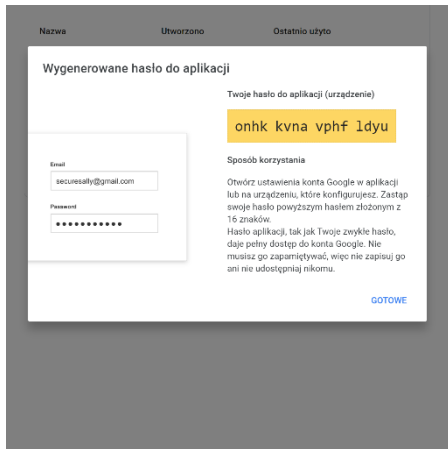 Nazwa
Utworzono
Ostatnio użyto
Wygenerowane hasło do aplikacji
Email
securesally@gmail.com
Password
Twoje hasło do aplikacji (urządzenie)
onhk kvna vphf ldyu
Sposób korzystania
Otwórz ustawienia konta Google w aplikacji
lub na urządzeniu, które konfigurujesz. Zastąp
swoje hasło powyższym hasłem złożonym z
16 znaków.
Hasło aplikacji, tak jak Twoje zwykłe hasło,
daje pełny dostęp do konta Google. Nie
musisz go zapamiętywać, więc nie zapisuj go
ani nie udostępniaj nikomu.
GOTOWE